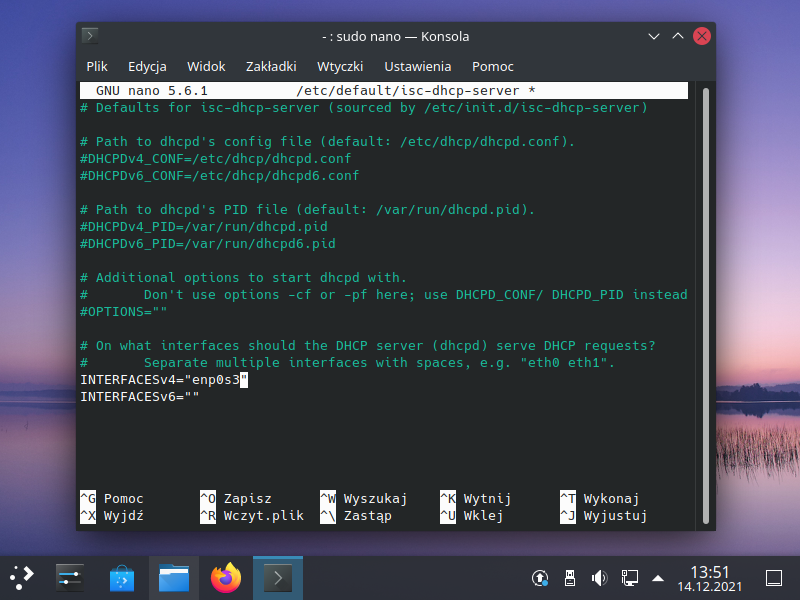 - : sudo nano — Konsola
Plik Edycja Widok Zakładki Wtyczki Ustawienia Pomoc
GNU nano 5.6.1 /etc/default/isc-dhcp-server *
# Defaults for isc-dhcp-server (sourced by /etc/init.d/isc-dhcp-server)
# Path to dhcpd's config file (default: /etc/dhcp/dhcpd.conf).
#DHCPDv4_CONF=/etc/dhcp/dhcpd.conf
#DHCPDv6_CONF=/etc/dhcp/dhcpd6.conf
# Path to dhcpd's PID file (default: /var/run/dhcpd.pid).
#DHCPDv4_PID=/var/run/dhcpd.pid
#DHCPDv6_PID=/var/run/dhcpd6.pid
# Additional options to start dhcpd with.
# Don't use options -cf or -pf here; use DHCPD_CONF/ DHCPD_PID instead
#OPTIONS=""
# On what interfaces should the DHCP server (dhcpd) serve DHCP requests?
# Separate multiple interfaces with spaces, e.g. "eth0 eth1".
INTERFACESv4="enp0s3"
INTERFACESv6=""
^G Pomoc ^O Zapisz ^W Wyszukaj ^K Wytnij ^T Wykonaj
^X Wyjdź ^R Wczyt.plik ^\ Zastąp ^U Wklej ^J Wyjustuj
13:51
14.12.2021